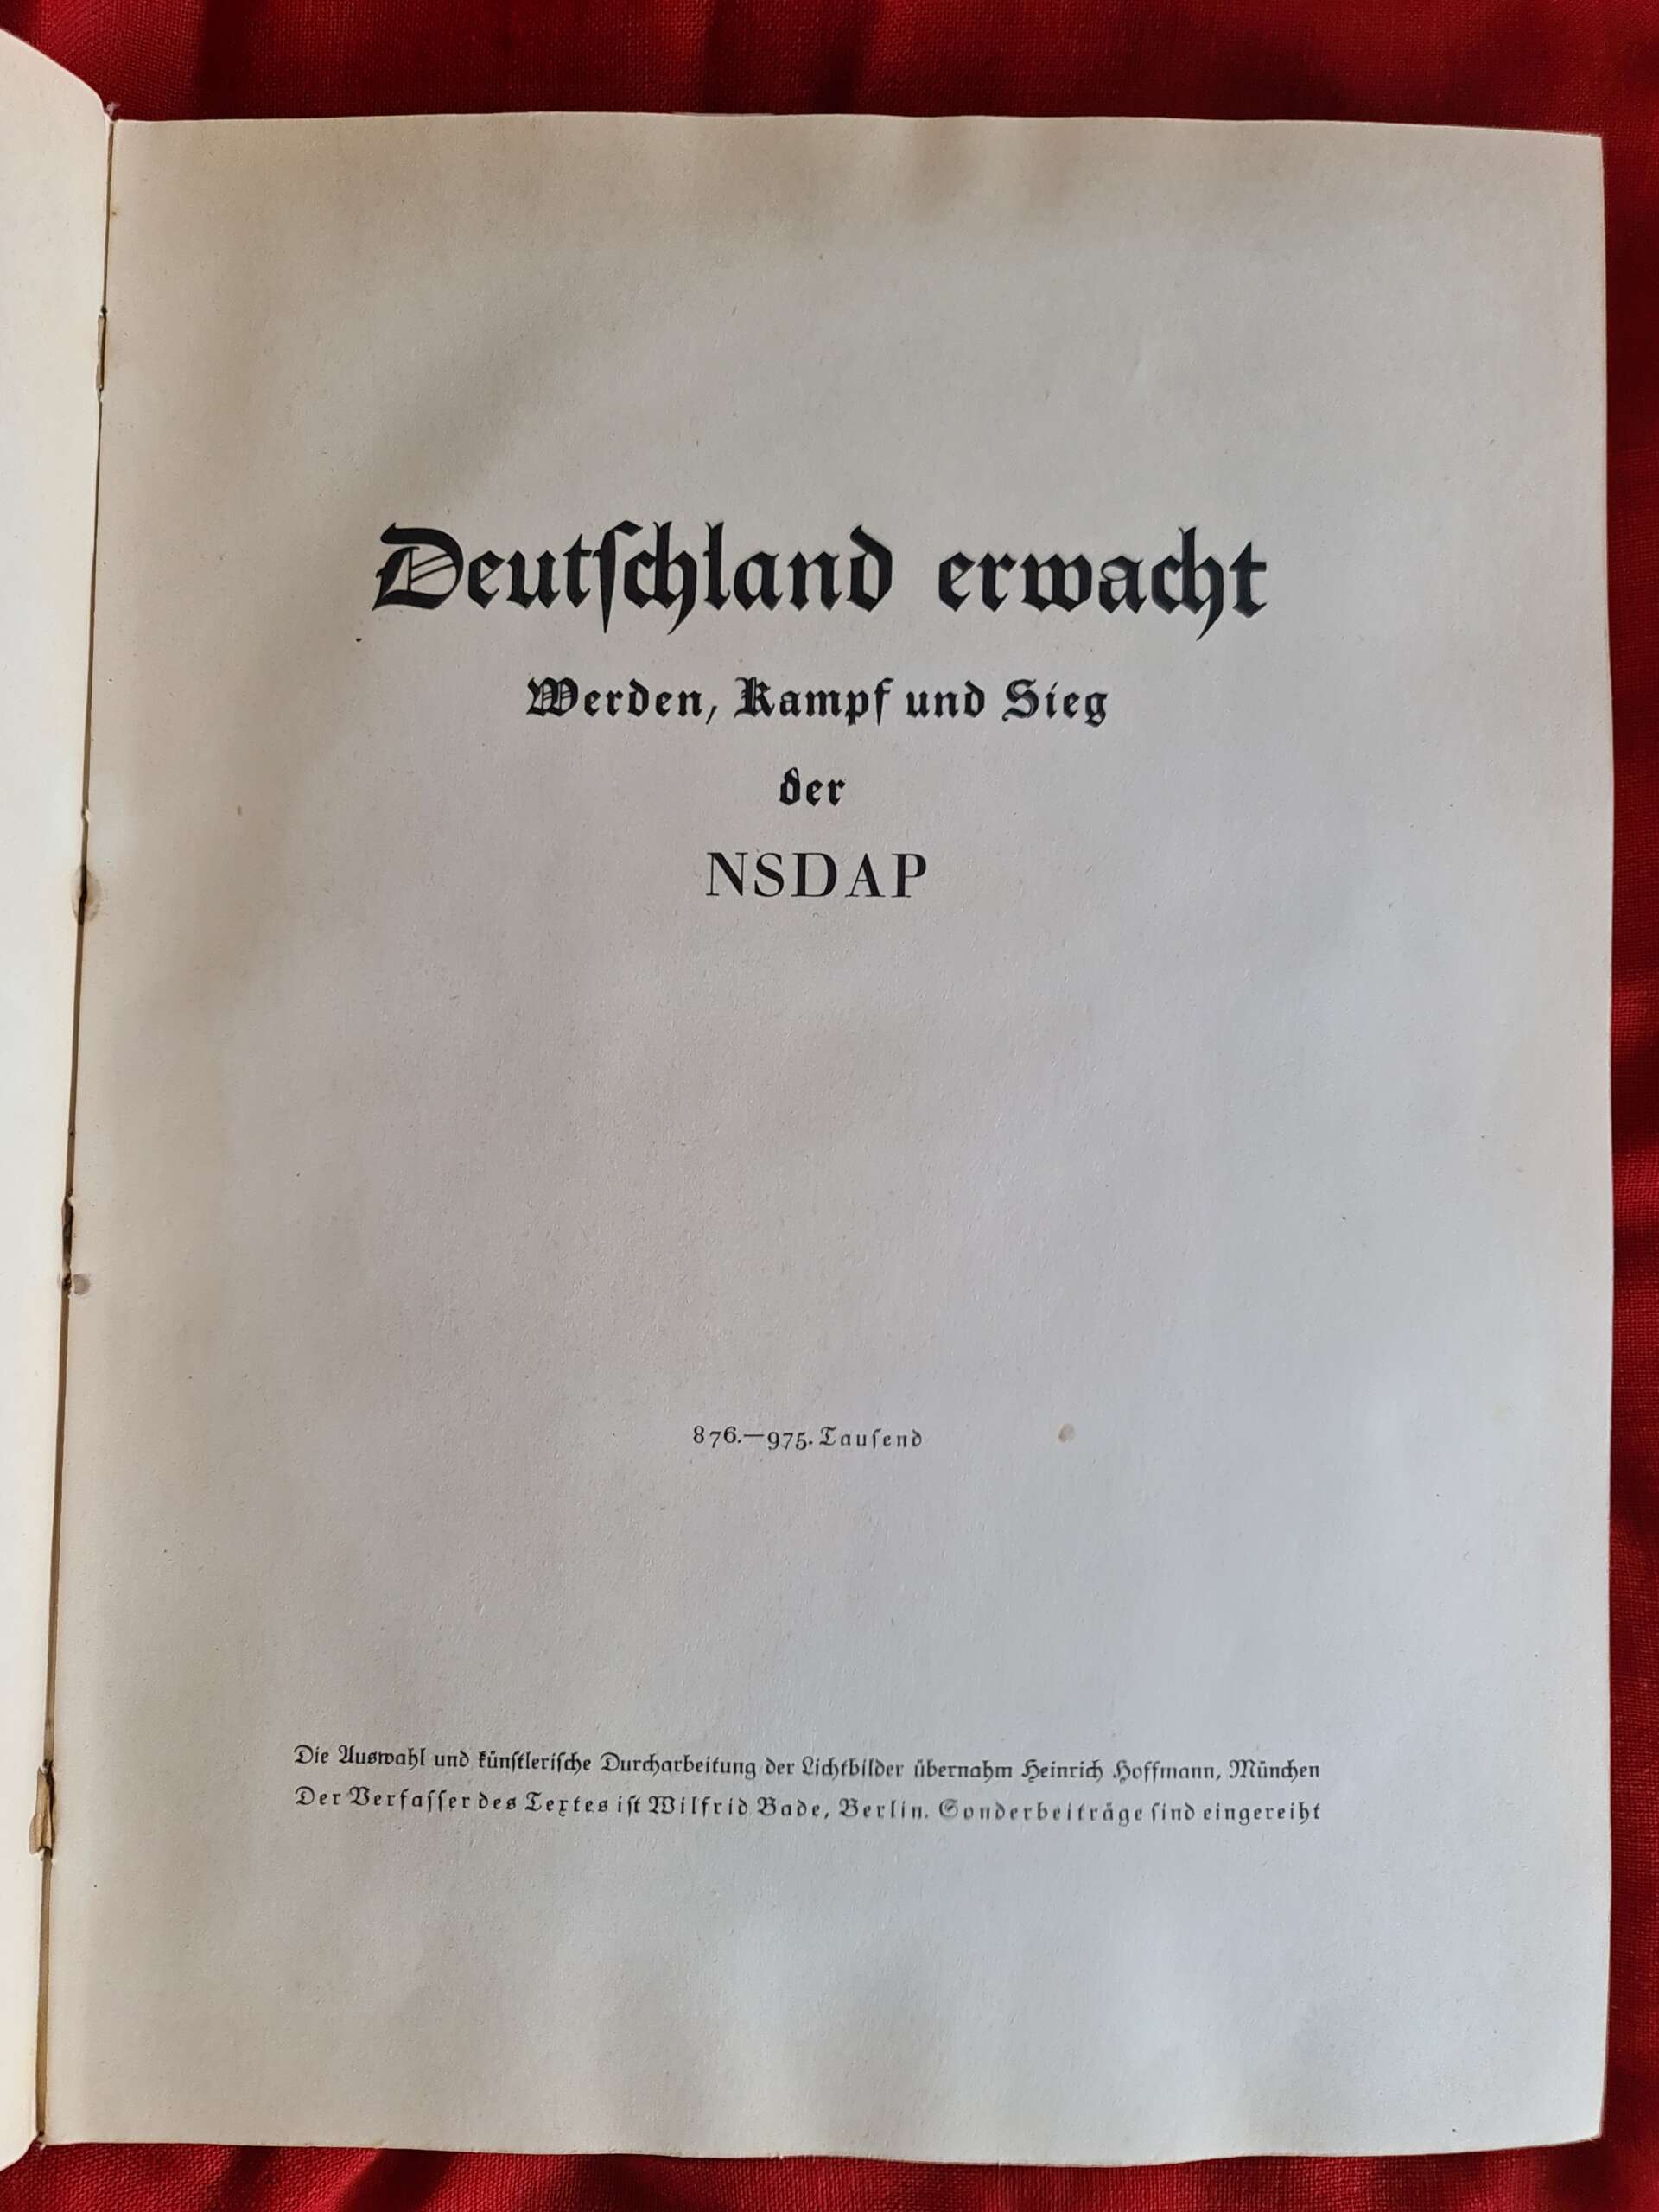 Deutſchland erwacht
Werden, Kampf und Sieg
der
NSDAP
876.—975. Tauſend
Die Auswahl und künſtleriſche Durcharbeitung der Lichtbilder übernahm Heinrich Hoffmann, München
Der Verfaſſer des Textes iſt Wilfrid Bade, Berlin. Sonderbeiträge ſind eingereiht